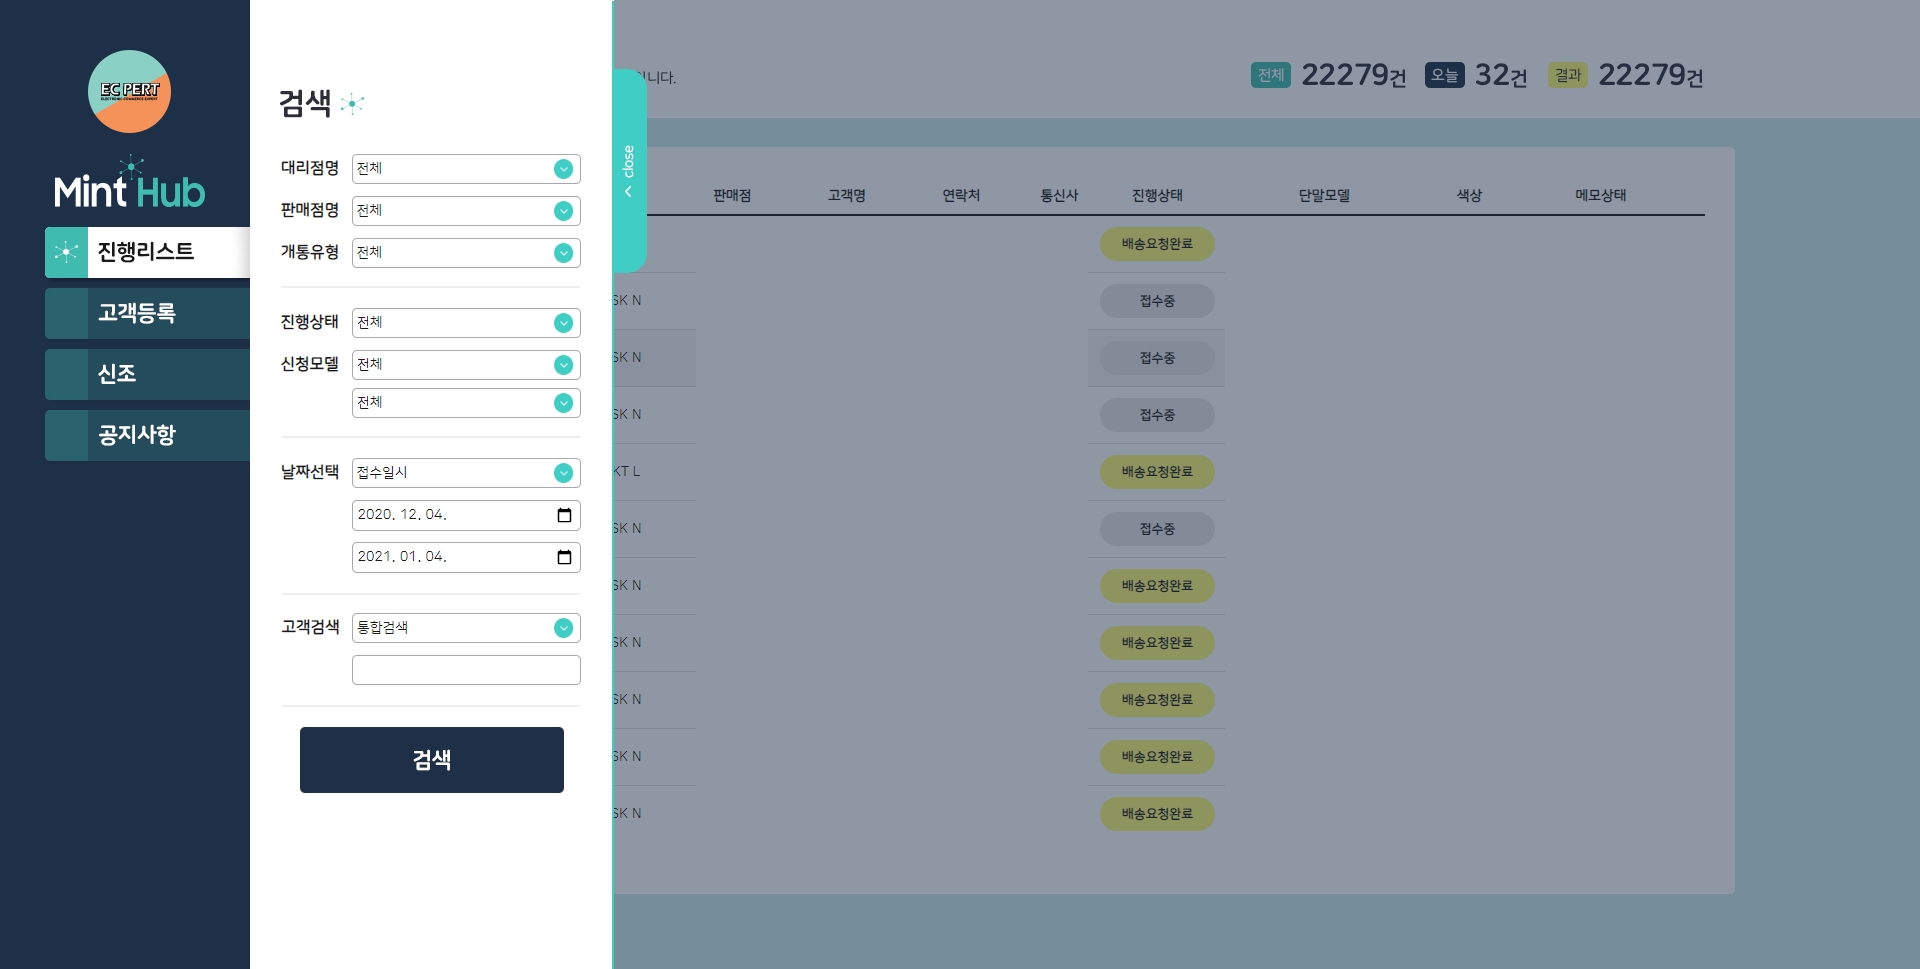 EC PERT
ELECTRONIC COMMERCE EXPERT
Mint Hub
진행리스트
고객등록
신조
공지사항
검색
대리점명 전체
판매점명 전체
개통유형 전체
진행상태 전체
신청모델 전체
전체
날짜선택 접수일시
2020. 12. 04.
2021. 01. 04.
고객검색 통합검색
검색
close
니다.
전체 22279건 오늘 32건 결과 22279건
판매점 고객명 연락처 통신사 진행상태 단말모델 색상 메모상태
배송요청완료
SK N 접수중
SK N 접수중
SK N 접수중
KT L 배송요청완료
SK N 접수중
SK N 배송요청완료
SK N 배송요청완료
SK N 배송요청완료
SK N 배송요청완료
SK N 배송요청완료